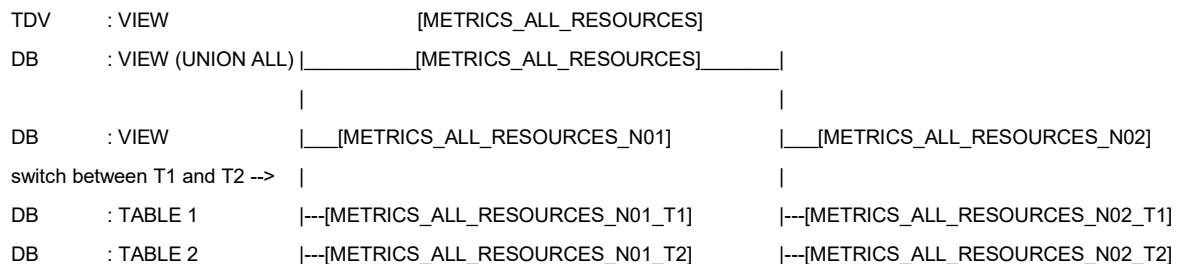 TDV : VIEW [METRICS_ALL_RESOURCES]
DB : VIEW (UNION ALL) |__________[METRICS_ALL_RESOURCES]_______|
| |
DB : VIEW |___[METRICS_ALL_RESOURCES_N01] |___[METRICS_ALL_RESOURCES_N02]
switch between T1 and T2 --> | |
DB : TABLE 1 |---[METRICS_ALL_RESOURCES_N01_T1] |---[METRICS_ALL_RESOURCES_N02_T1]
DB : TABLE 2 |---[METRICS_ALL_RESOURCES_N01_T2] |---[METRICS_ALL_RESOURCES_N02_T2]